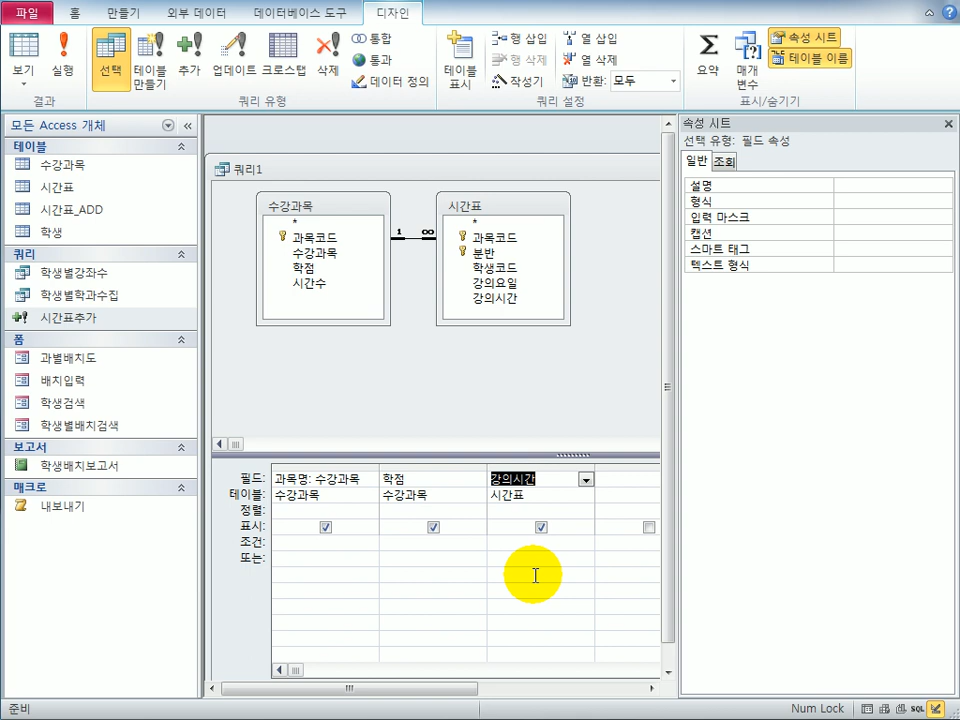 파일 홈 만들기 외부 데이터 데이터베이스 도구 디자인
보기 실행 선택 테이블 만들기 추가 업데이트 크로스탭 삭제 통합 통과 데이터 정의 테이블 표시 행 삽입 행 삭제 작성기 열 삽입 열 삭제 반환: 모두 요약 매개 변수 속성 시트 테이블 이름
결과 쿼리 유형 쿼리 설정 표시/숨기기
모든 Access 개체
테이블
수강과목
시간표
시간표_ADD
학생
쿼리
학생별강좌수
학생별학과수집
시간표추가
폼
과별배치도
배치입력
학생검색
학생별배치검색
보고서
학생배치보고서
매크로
내보내기
쿼리1
수강과목
*
과목코드
수강과목
학점
시간수
1 ∞
시간표
*
과목코드
분반
학생코드
강의요일
강의시간
필드: 과목명: 수강과목 학점 강의시간
테이블: 수강과목 수강과목 시간표
정렬:
표시:
조건:
또는:
속성 시트
선택 유형: 필드 속성
일반 조회
설명
형식
입력 마스크
캡션
스마트 태그
텍스트 형식
준비 Num Lock SQL